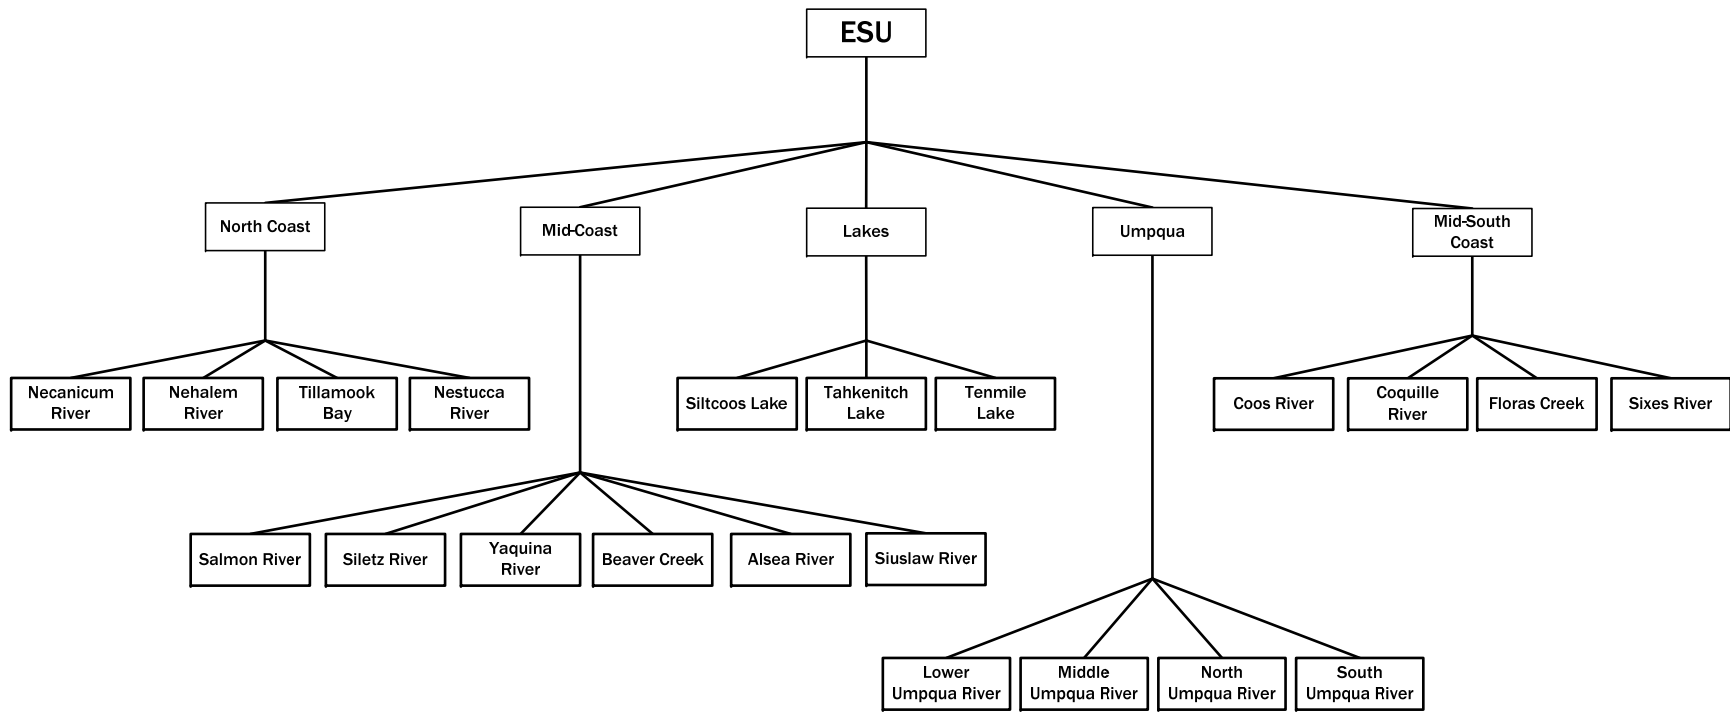 ESU
North Coast
Mid-Coast
Lakes
Umpqua
Mid-South
Coast
Necanicum
River
Nehalem
River
Tillamook
Bay
Nestucca
River
Siltcoos Lake
Tahkenitch
Lake
Tenmile
Lake
Coos River
Coquille
River
Floras Creek
Sixes River
Salmon River
Siletz River
Yaquina
River
Beaver Creek
Alsea River
Siuslaw River
Lower
Umpqua River
Middle
Umpqua River
North
Umpqua River
South
Umpqua River